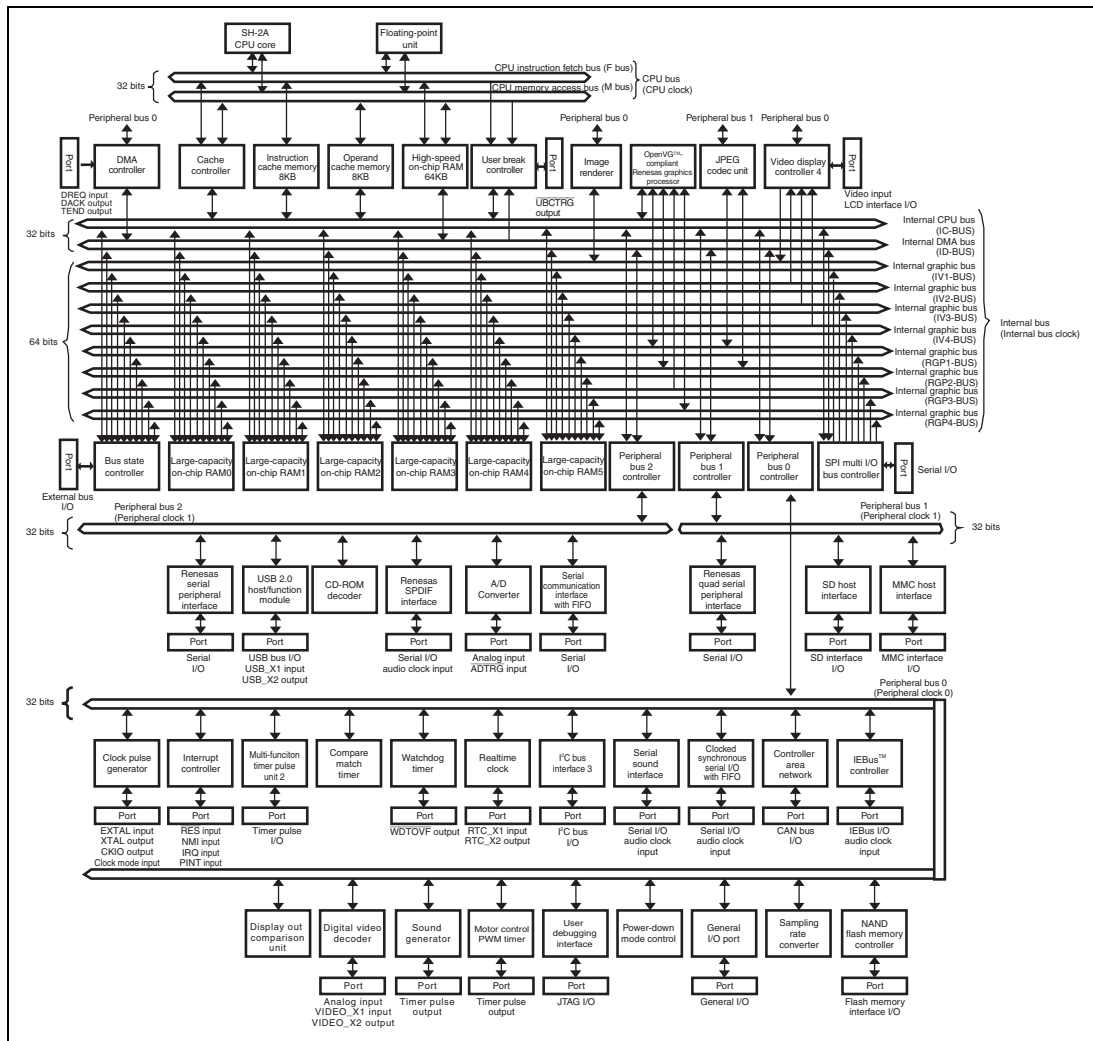 SH-2A
CPU core
Floating-point
unit
CPU instruction fetch bus (F bus)
CPU memory access bus (M bus)
32 bits
CPU bus
(CPU clock)
Peripheral bus 0
Peripheral bus 0
Peripheral bus 1
Peripheral bus 0
Port
DMA
controller
Cache
controller
Instruction
cache memory
8KB
Operand
cache memory
8KB
High-speed
on-chip RAM
64KB
User break
controller
Port
Image
renderer
OpenVG™-
compliant
Renesas graphics
processor
JPEG
codec unit
Video display
controller 4
Port
DREQ input
DACK output
TEND output
UBCTRG
output
Video input
LCD interface I/O
32 bits
Internal CPU bus
(IC-BUS)
Internal DMA bus
(ID-BUS)
Internal graphic bus
(IV1-BUS)
Internal graphic bus
(IV2-BUS)
Internal graphic bus
(IV3-BUS)
Internal graphic bus
(IV4-BUS)
Internal graphic bus
(RGP1-BUS)
Internal graphic bus
(RGP2-BUS)
Internal graphic bus
(RGP3-BUS)
Internal graphic bus
(RGP4-BUS)
64 bits
Internal bus
(Internal bus clock)
Port
Bus state
controller
Large-capacity
on-chip RAM0
Large-capacity
on-chip RAM1
Large-capacity
on-chip RAM2
Large-capacity
on-chip RAM3
Large-capacity
on-chip RAM4
Large-capacity
on-chip RAM5
Peripheral
bus 2
controller
Peripheral
bus 1
controller
Peripheral
bus 0
controller
SPI multi I/O
bus controller
Port
Serial I/O
External bus
I/O
Peripheral bus 2
(Peripheral clock 1)
Peripheral bus 1
(Peripheral clock 1)
32 bits
32 bits
Renesas
serial
peripheral
interface
USB 2.0
host/function
module
CD-ROM
decoder
Renesas
SPDIF
interface
A/D
Converter
Serial
communication
interface
with FIFO
Renesas
quad serial
peripheral
interface
SD host
interface
MMC host
interface
Port
Port
Port
Port
Port
Port
Port
Port
Serial
I/O
USB bus I/O
USB_X1 input
USB_X2 output
Serial I/O
audio clock input
Analog input
ADTRG input
Serial
I/O
Serial I/O
SD interface
I/O
MMC interface
I/O
Peripheral bus 0
(Peripheral clock 0)
32 bits
Clock pulse
generator
Interrupt
controller
Multi-funciton
timer pulse
unit 2
Compare
match
timer
Watchdog
timer
Realtime
clock
I²C bus
interface 3
Serial
sound
interface
Clocked
synchronous
serial I/O
with FIFO
Controller
area
network
IEBus™
controller
Port
Port
Port
Port
Port
Port
Port
Port
Port
Port
EXTAL input
XTAL output
CKIO output
Clock mode input
RES input
NMI input
IRQ input
PINT input
Timer pulse
I/O
WDTOVF output
RTC_X1 input
RTC_X2 output
I²C bus
I/O
Serial I/O
audio clock
input
Serial I/O
audio clock
input
CAN bus
I/O
IEBus I/O
audio clock
input
Display out
comparison
unit
Digital video
decoder
Sound
generator
Motor control
PWM timer
User
debugging
interface
Power-down
mode control
General
I/O port
Sampling
rate
converter
NAND
flash memory
controller
Port
Port
Port
Port
Port
Port
Analog input
VIDEO_X1 input
VIDEO_X2 output
Timer pulse
output
Timer pulse
output
JTAG I/O
General I/O
Flash memory
interface I/O